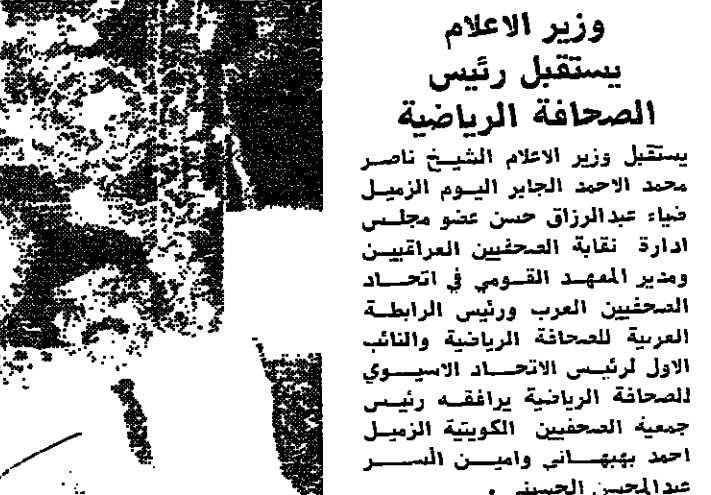 وزير الاعلام
يستقبل رئيس
الصحافة الرياضية
يستقبل وزير الاعلام الشيخ ناصر
محمد الاحمد الجابر اليوم الزميل
ضياء عبدالرزاق حسن عضو مجلس
ادارة نقابة الصحفيين العراقيين
ومدير المعهد القومي في اتحاد
الصحفيين العرب ورئيس الرابطة
العربية للصحافة الرياضية والنائب
الاول لرئيس الاتحاد الاسيوي
للصحافة الرياضية يرافقه رئيس
جمعية الصحفيين الكويتية الزميل
احمد بهبهاني وامين السر
عبدالمحسن الحسيني .